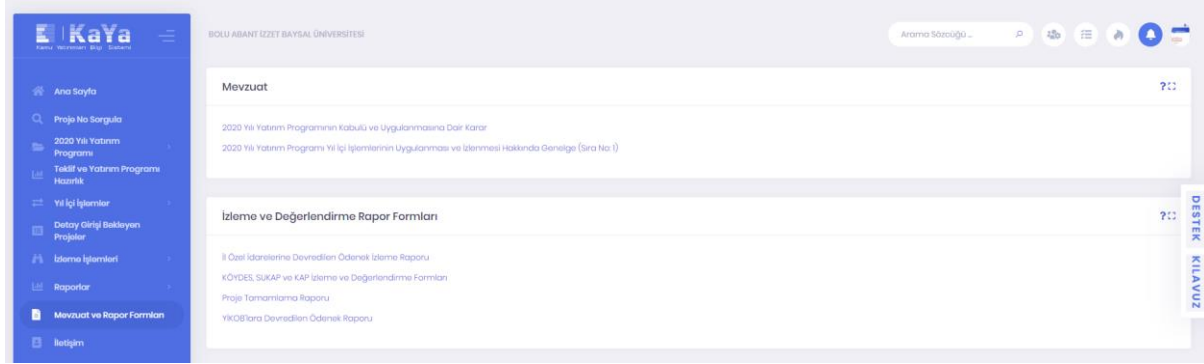 KaYa
Kamu Yatırımları Bilgi Sistemi
BOLU ABANT İZZET BAYSAL ÜNİVERSİTESİ
Arama Sözcüğü...
Ana Sayfa
Proje No Sorgula
2020 Yılı Yatırım
Programı
Teklif ve Yatırım Programı
Hazırlık
Yıl İçi İşlemler
Detay Girişi Bekleyen
Projeler
İzleme İşlemleri
Raporlar
Mevzuat ve Rapor Formları
İletişim
Mevzuat
?
2020 Yılı Yatırım Programının Kabulü ve Uygulanmasına Dair Karar
2020 Yılı Yatırım Programı Yıl İçi İşlemlerinin Uygulanması ve İzlenmesi Hakkında Genelge (Sıra No: 1)
İzleme ve Değerlendirme Rapor Formları
?
İl Özel İdarelerine Devredilen Ödenek İzleme Raporu
KÖYDES, SUKAP ve KAP İzleme ve Değerlendirme Formları
Proje Tamamlama Raporu
YİKOB'lara Devredilen Ödenek Raporu
DESTEK
KILAVUZ